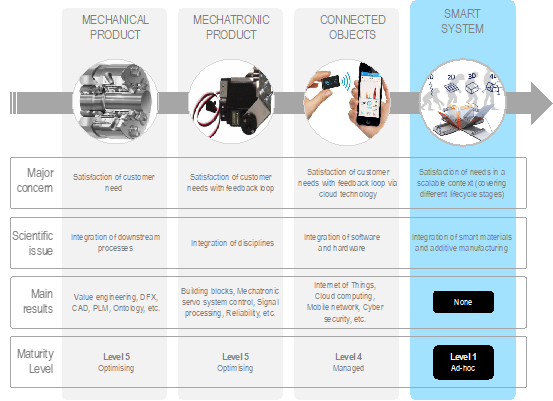 MECHANICAL
PRODUCT
MECHATRONIC
PRODUCT
CONNECTED
OBJECTS
SMART
SYSTEM
1D
2D
3D
4D
Major
concern
Satisfaction of customer
need
Satisfaction of customer
needs with feedback loop
Satisfaction of customer
needs with feedback loop via
cloud technology
Satisfaction of needs in a
scalable context (covering
different lifecycle stages)
Scientific
issue
Integration of downstream
processes
Integration of disciplines
Integration of software
and hardware
Integration of smart materials
and additive manufacturing
Main
results
Value engineering, DFX,
CAD, PLM, Ontology, etc.
Building blocks, Mechatronic
servo system control, Signal
processing, Reliability, etc.
Internet of Things,
Cloud computing,
Mobile network, Cyber
security, etc.
None
Maturity
Level
Level 5
Optimising
Level 5
Optimising
Level 4
Managed
Level 1
Ad-hoc